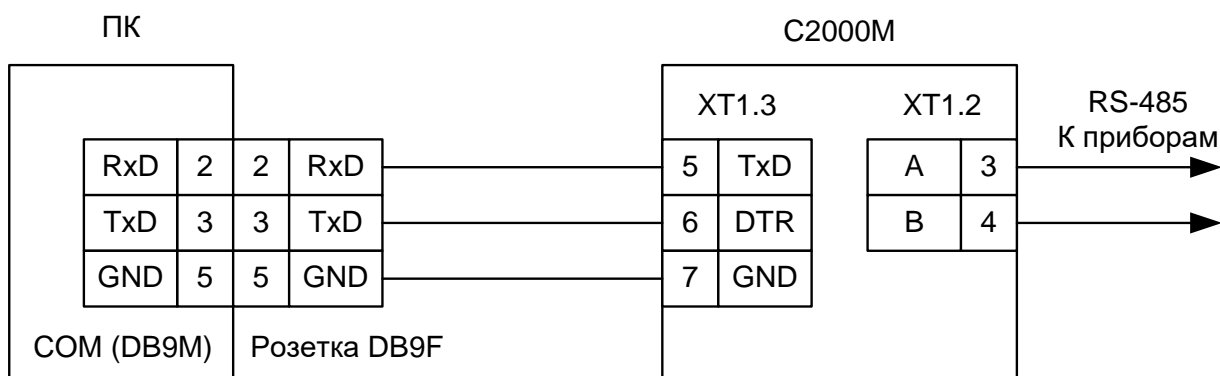 ПК
С2000М
XT1.3 XT1.2
RS-485
К приборам
RxD 2 2 RxD 5 TxD A 3
TxD 3 3 TxD 6 DTR B 4
GND 5 5 GND 7 GND
COM (DB9M) Розетка DB9F